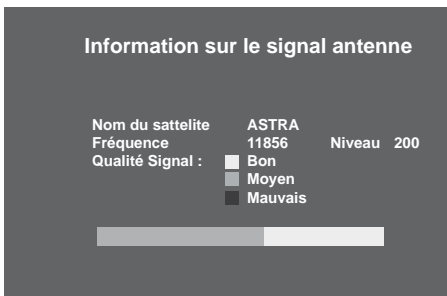 Information sur le signal antenne
Nom du sattelite ASTRA
Fréquence 11856 Niveau 200
Qualité Signal : Bon
Moyen
Mauvais